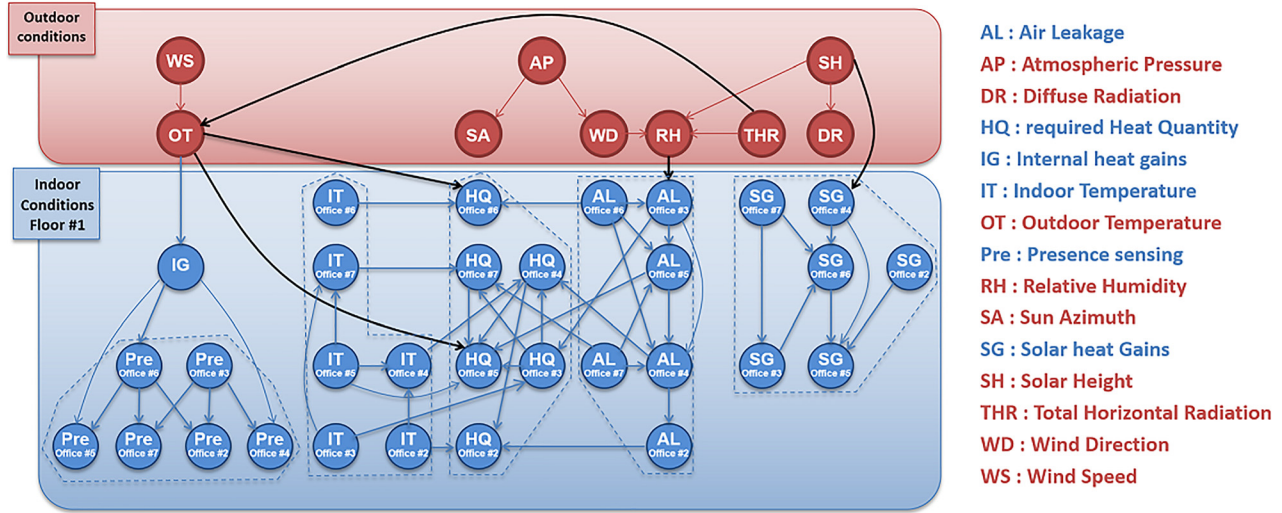 Outdoor
conditions
WS
AP
SH
OT
SA
WD
RH
THR
DR
Indoor
Conditions
Floor #1
IT
Office #6
HQ
Office #6
AL
Office #6
AL
Office #3
SG
Office #7
SG
Office #4
IG
IT
Office #7
HQ
Office #7
HQ
Office #4
AL
Office #5
SG
Office #6
SG
Office #2
Pre
Office #6
Pre
Office #3
IT
Office #5
IT
Office #4
HQ
Office #5
HQ
Office #3
AL
Office #7
AL
Office #4
SG
Office #3
SG
Office #5
Pre
Office #5
Pre
Office #7
Pre
Office #2
Pre
Office #4
IT
Office #3
IT
Office #2
HQ
Office #2
AL
Office #2
AL : Air Leakage
AP : Atmospheric Pressure
DR : Diffuse Radiation
HQ : required Heat Quantity
IG : Internal heat gains
IT : Indoor Temperature
OT : Outdoor Temperature
Pre : Presence sensing
RH : Relative Humidity
SA : Sun Azimuth
SG : Solar heat Gains
SH : Solar Height
THR : Total Horizontal Radiation
WD : Wind Direction
WS : Wind Speed